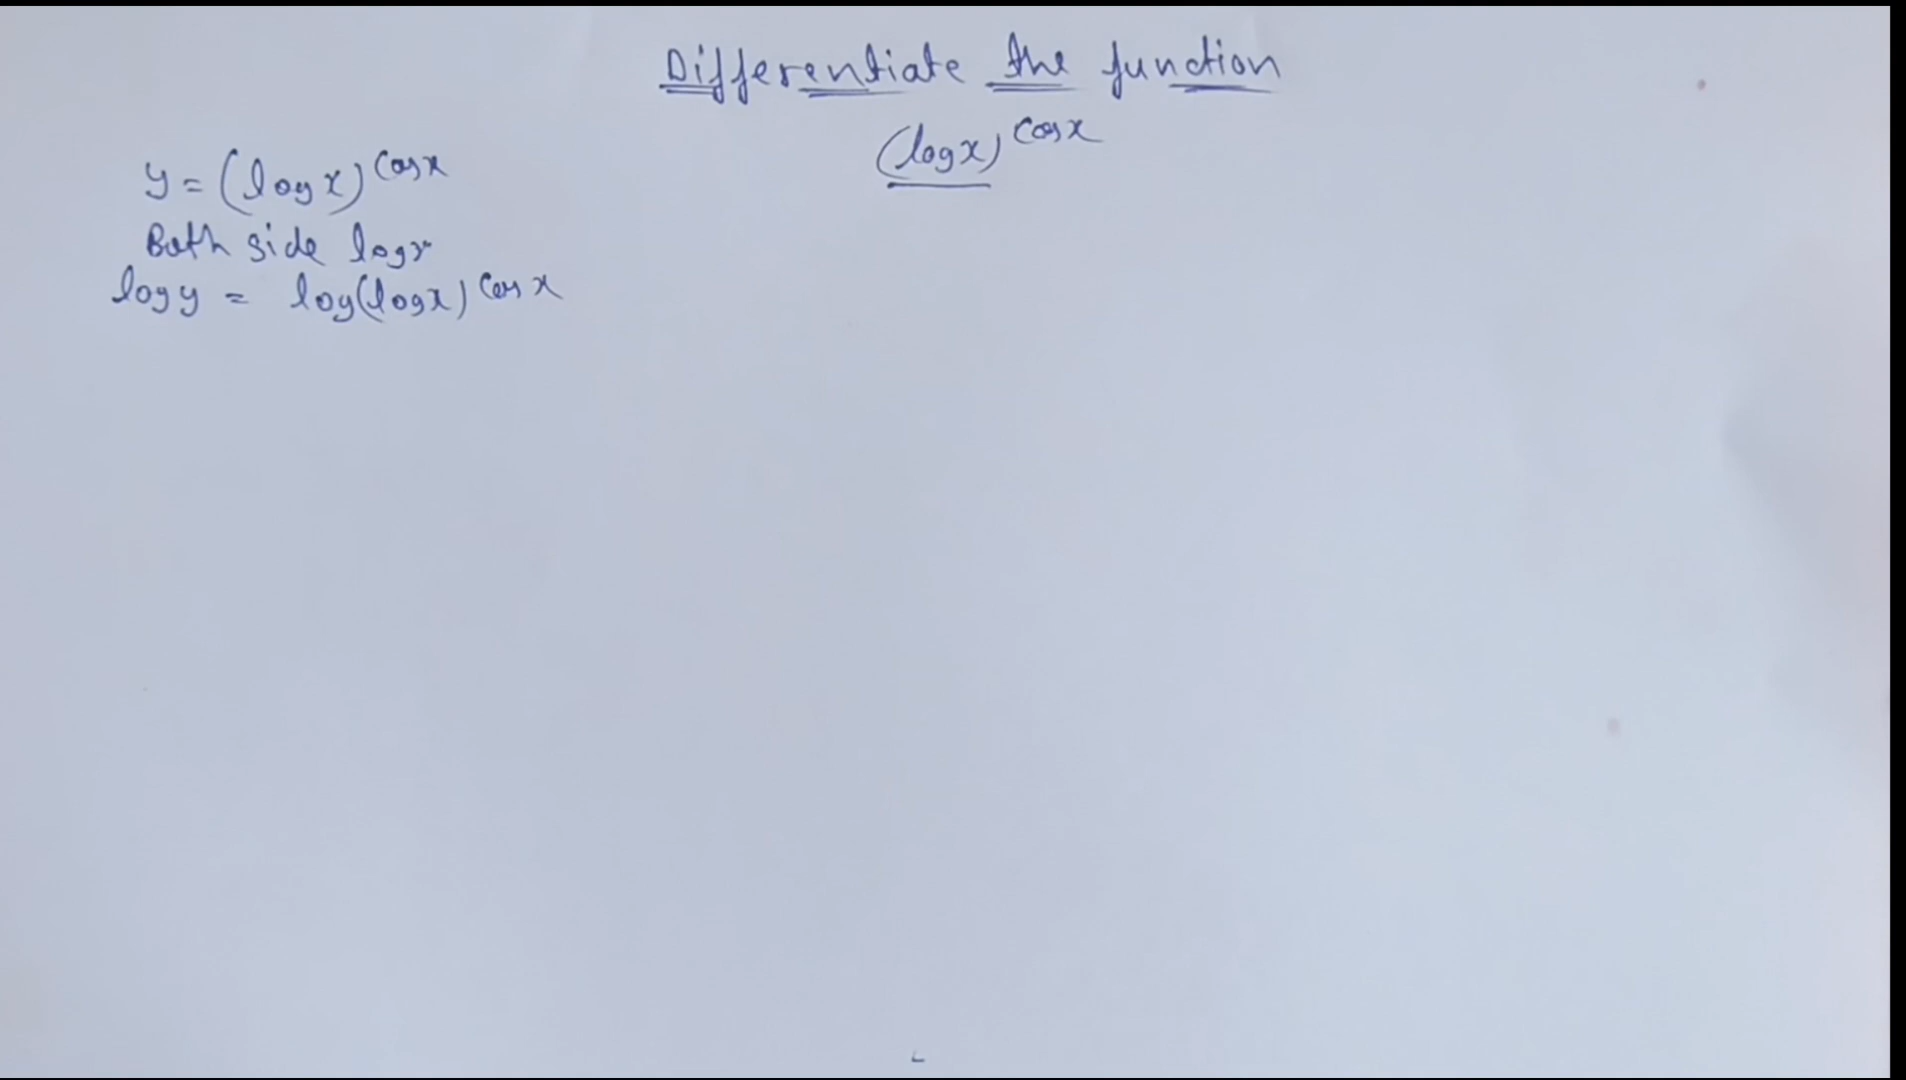 Differentiate the function
(log x)^cos x
y = (log x)^cos x
Both side log
log y = log(log x)^cos x